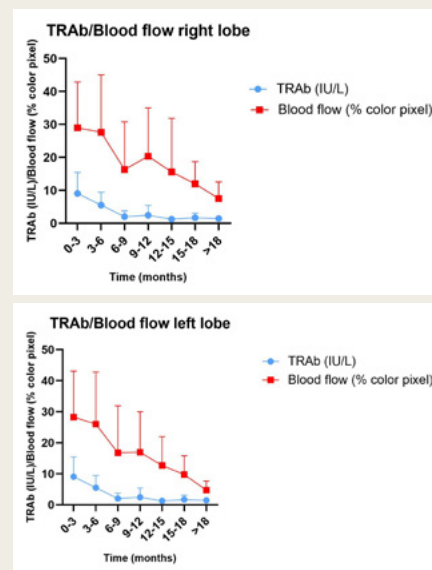 TRAb/Blood flow right lobe
TRAb (IU/L)/Blood flow (% color pixel)
50
40
30
20
10
0
TRAb (IU/L)
Blood flow (% color pixel)
0-3
3-6
6-9
9-12
12-15
15-18
>18
Time (months)
TRAb/Blood flow left lobe
TRAb (IU/L)/Blood flow (% color pixel)
50
40
30
20
10
0
TRAb (IU/L)
Blood flow (% color pixel)
0-3
3-6
6-9
9-12
12-15
15-18
>18
Time (months)